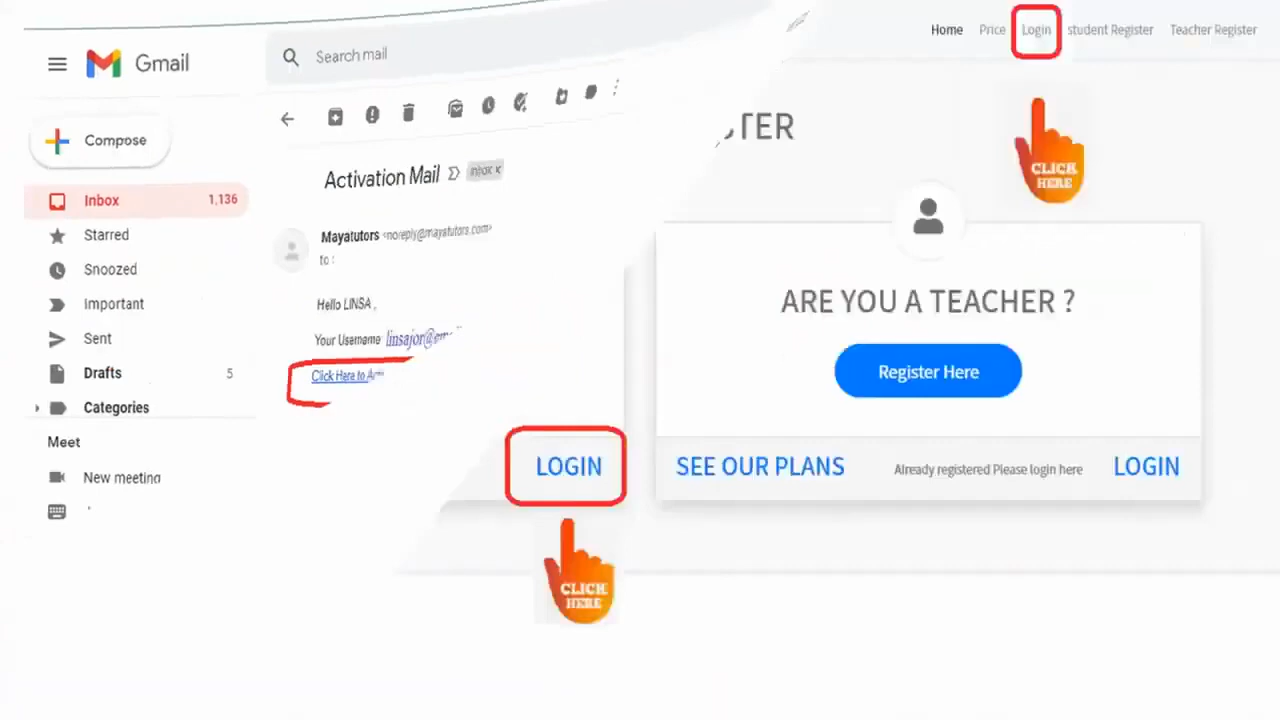 Gmail
Search mail
Compose
Inbox 1,136
Starred
Snoozed
Important
Sent
Drafts 5
Categories
Meet
New meeting
Activation Mail
Mayatutors <noreply@mayatutors.com>
to :
Hello LINSA ,
Your Username
Click Here to
LOGIN
CLICK
HERE
Home Price Login student Register Teacher Register
TER
CLICK
HERE
ARE YOU A TEACHER ?
Register Here
SEE OUR PLANS Already registered Please login here LOGIN